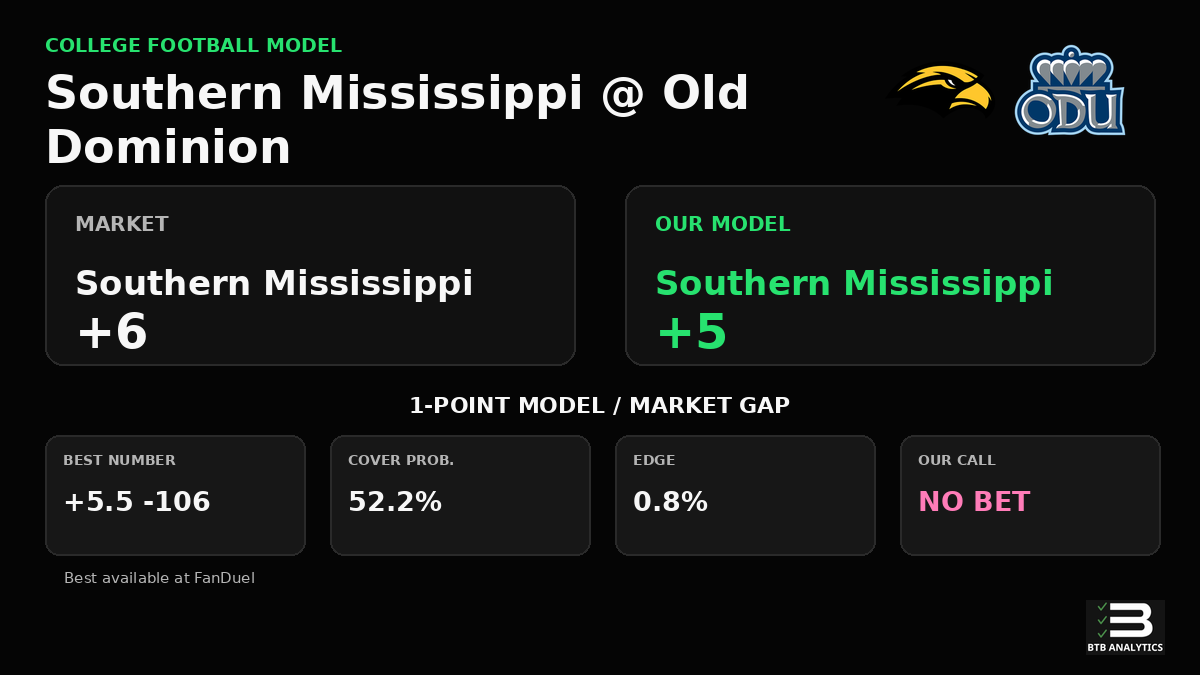 COLLEGE FOOTBALL MODEL
Southern Mississippi @ Old
Dominion
ODU
MARKET
Southern Mississippi
+6
OUR MODEL
Southern Mississippi
+5
1-POINT MODEL / MARKET GAP
BEST NUMBER
+5.5 -106
COVER PROB.
52.2%
EDGE
0.8%
OUR CALL
NO BET
Best available at FanDuel
BTB ANALYTICS